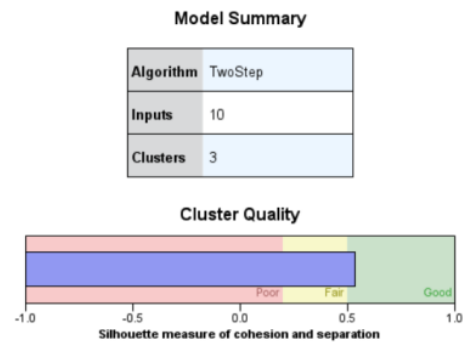 Model Summary
Algorithm TwoStep
Inputs 10
Clusters 3
Cluster Quality
Poor Fair Good
-1.0 -0.5 0.0 0.5 1.0
Silhouette measure of cohesion and separation